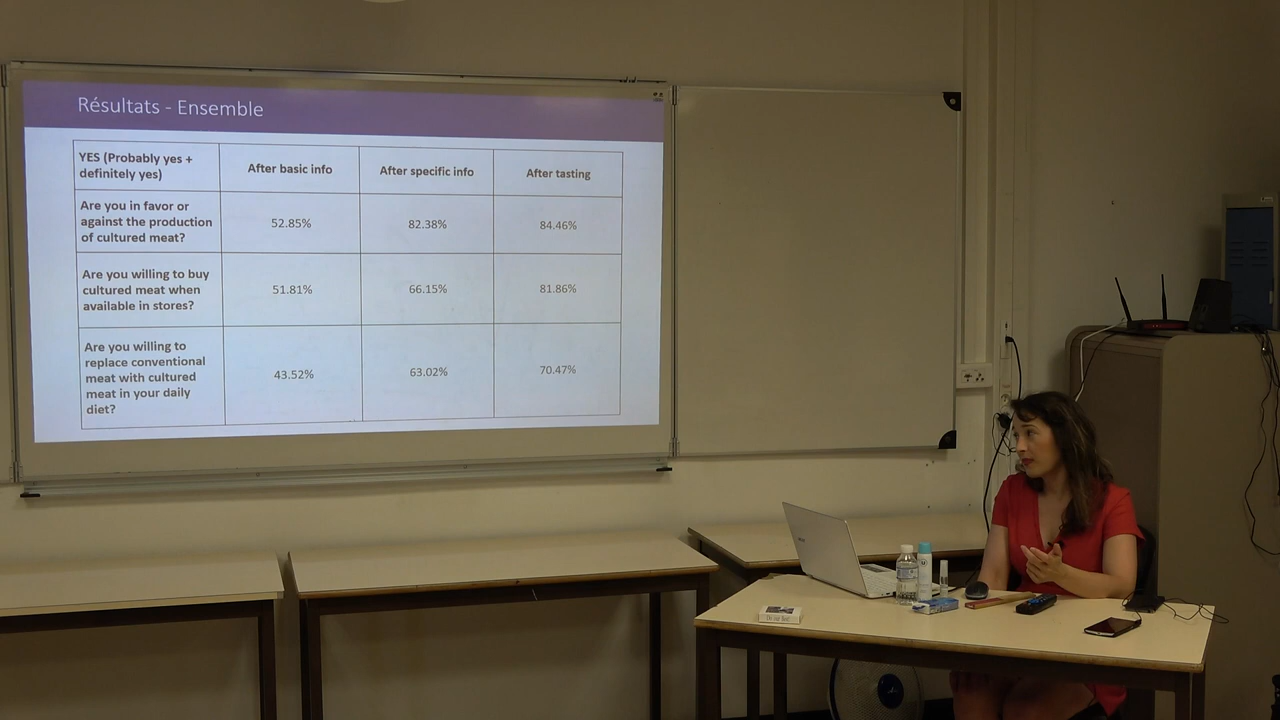 Résultats - Ensemble
YES (Probably yes +
definitely yes)
After basic info
After specific info
After tasting
Are you in favor or
against the production
of cultured meat?
52.85%
82.38%
84.46%
Are you willing to buy
cultured meat when
available in stores?
51.81%
66.15%
81.86%
Are you willing to
replace conventional
meat with cultured
meat in your daily
diet?
43.52%
63.02%
70.47%